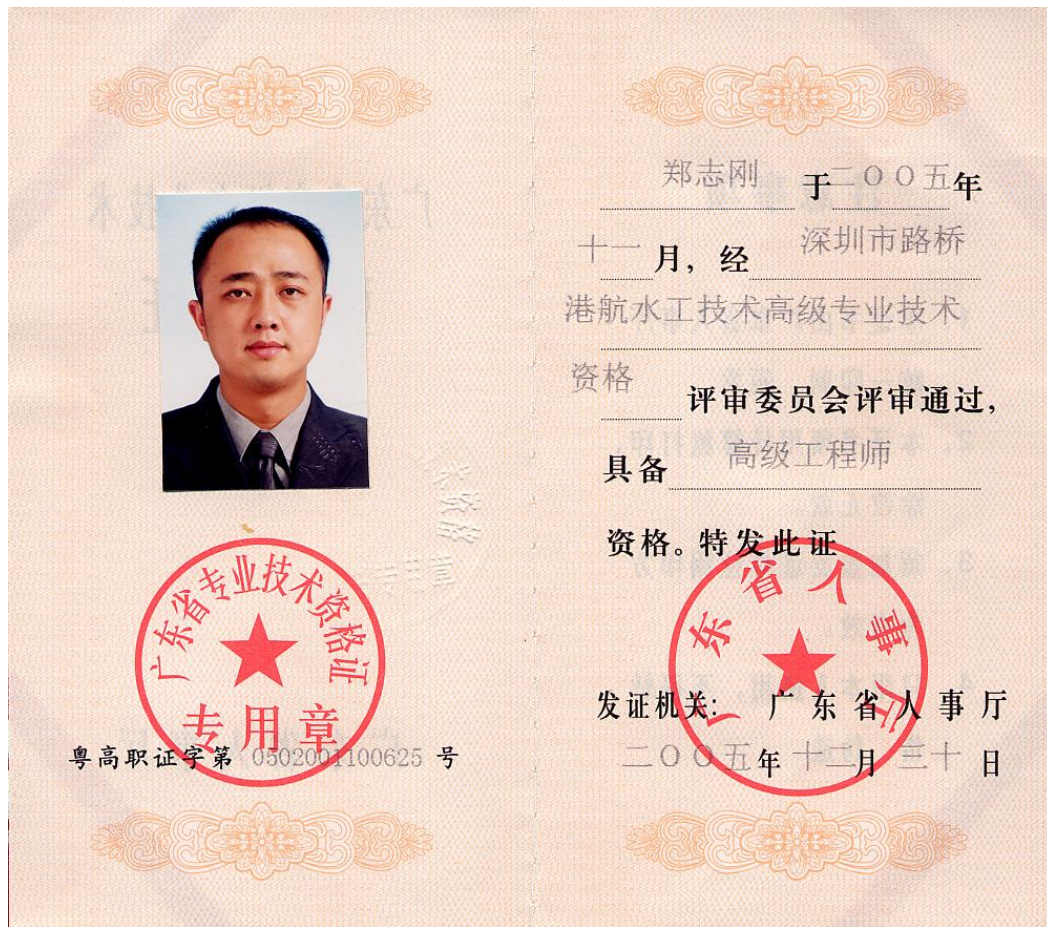 广东省专业技术资格证
专用章
粤高职证字第 0502001100625 号
郑志刚 于二〇〇五年
十一月，经 深圳市路桥
港航水工技术高级专业技术
资格 评审委员会评审通过，
具备 高级工程师
资格。特发此证
广东省人事厅
发证机关：广东省人事厅
二〇〇五年十二月三十日